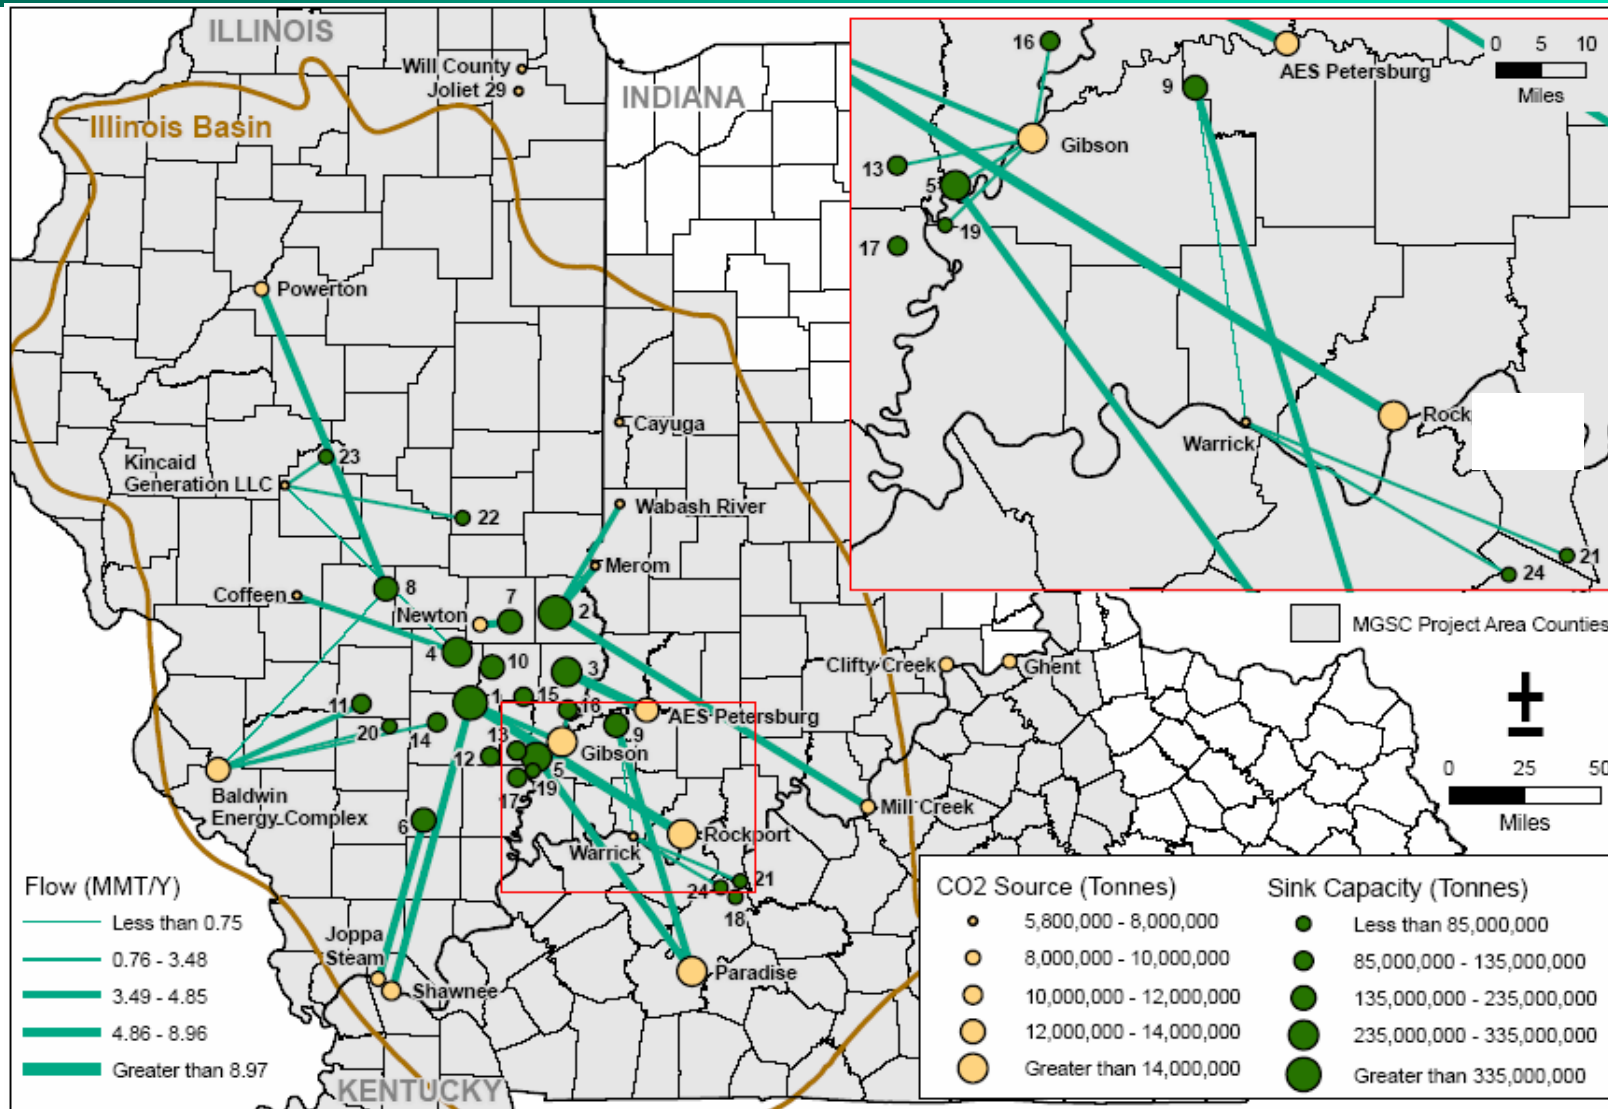 ILLINOIS
Will County
Joliet 29
INDIANA
Illinois Basin
Powerton
Cayuga
Kincaid
Generation LLC
23
22
Wabash River
Merom
Coffeen
8
Newton
7
2
4
10
3
Clifty Creek
Ghent
11
1
15
16
AES Petersburg
20
14
9
13
Gibson
12
5
19
17
Baldwin
Energy Complex
6
Mill Creek
Rockport
Warrick
21
24
18
Joppa
Steam
Shawnee
Paradise
KENTUCKY
16
AES Petersburg
0 5 10
Miles
9
Gibson
13
5
19
17
Rock
Warrick
21
24
MGSC Project Area Counties
0 25 50
Miles
Flow (MMT/Y)
Less than 0.75
0.76 - 3.48
3.49 - 4.85
4.86 - 8.96
Greater than 8.97
CO2 Source (Tonnes)
5,800,000 - 8,000,000
8,000,000 - 10,000,000
10,000,000 - 12,000,000
12,000,000 - 14,000,000
Greater than 14,000,000
Sink Capacity (Tonnes)
Less than 85,000,000
85,000,000 - 135,000,000
135,000,000 - 235,000,000
235,000,000 - 335,000,000
Greater than 335,000,000